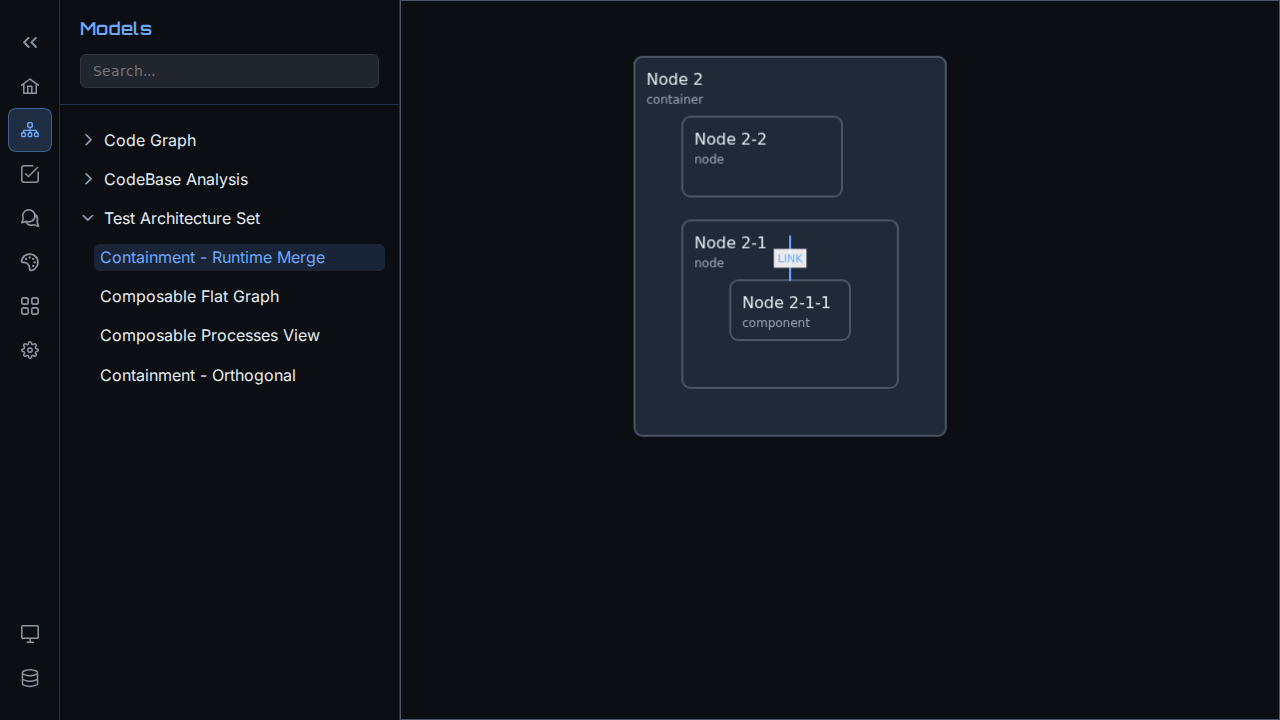 Models
Search...
Code Graph
CodeBase Analysis
Test Architecture Set
Containment - Runtime Merge
Composable Flat Graph
Composable Processes View
Containment - Orthogonal
Node 2
container
Node 2-2
node
Node 2-1
node
LINK
Node 2-1-1
component